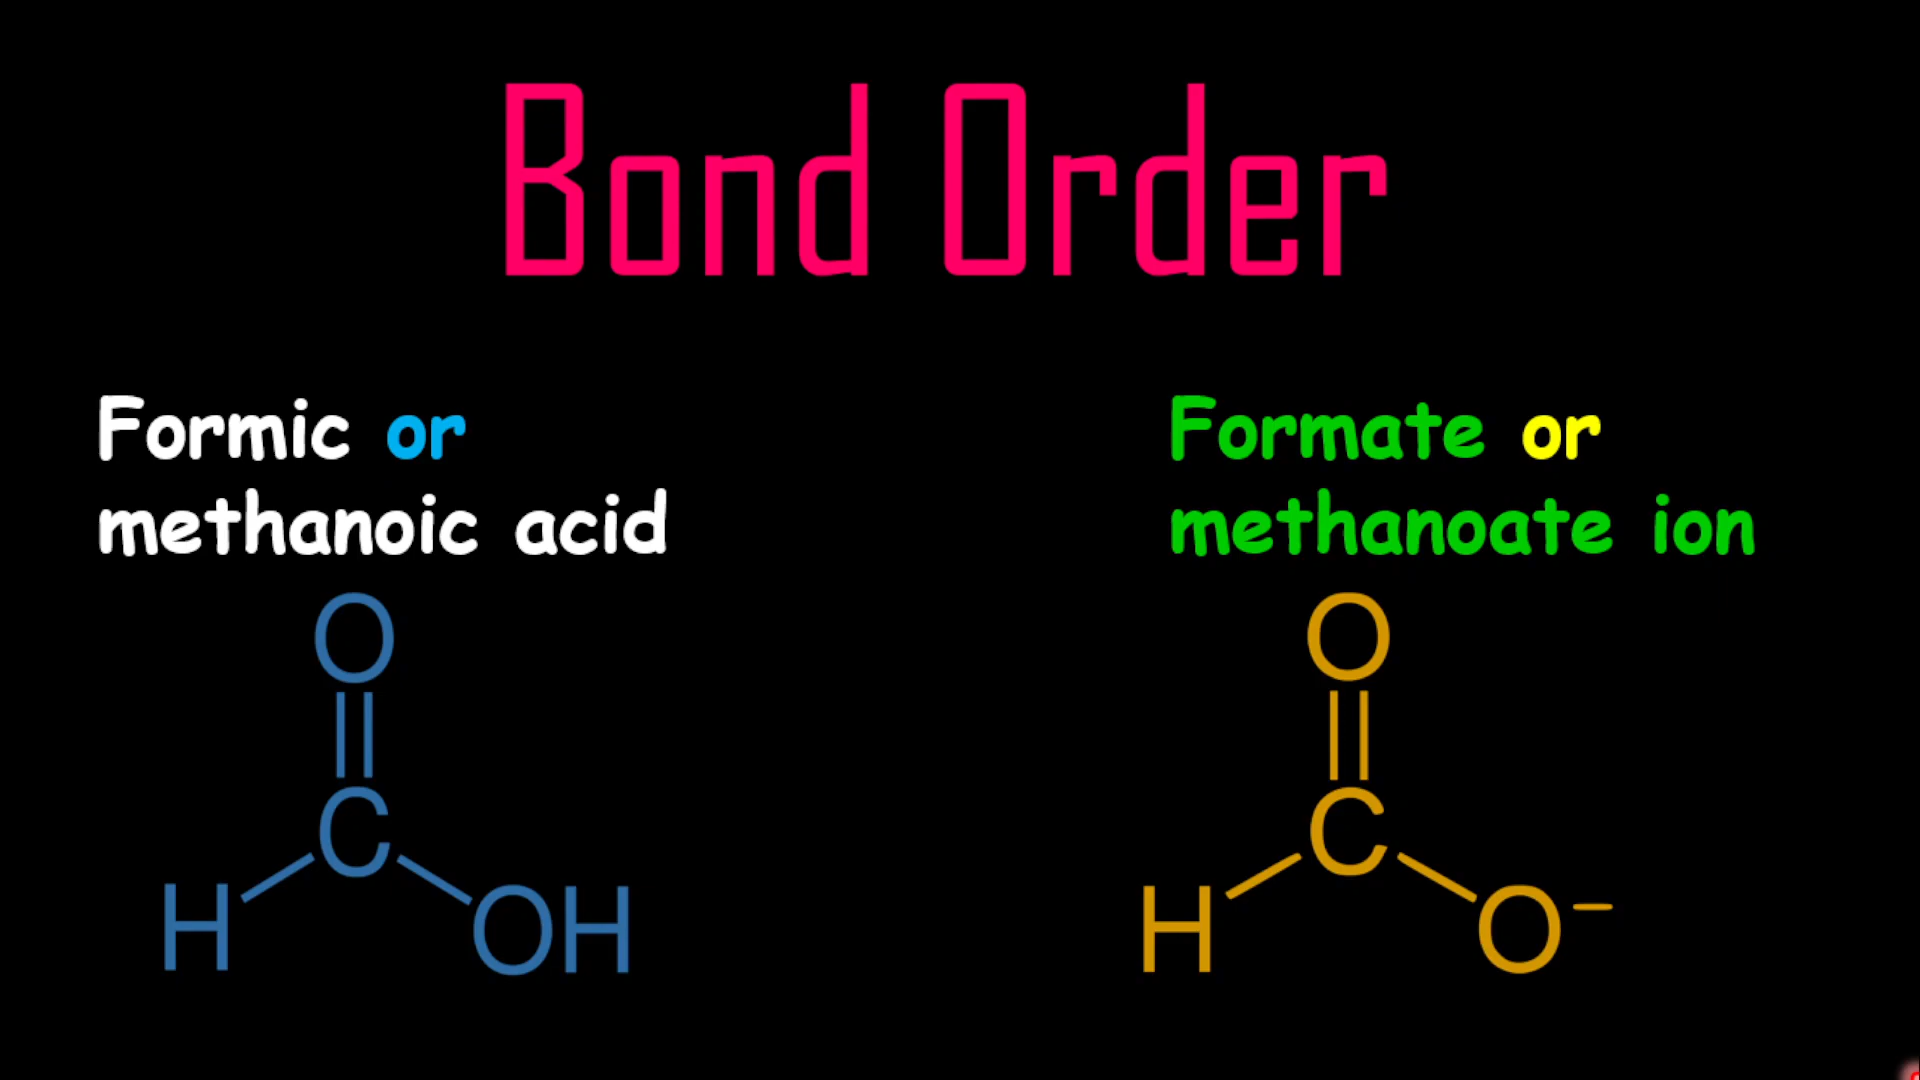 Bond Order
Formic or
methanoic acid
Formate or
methanoate ion
O
C
H
OH
O
C
H
O⁻